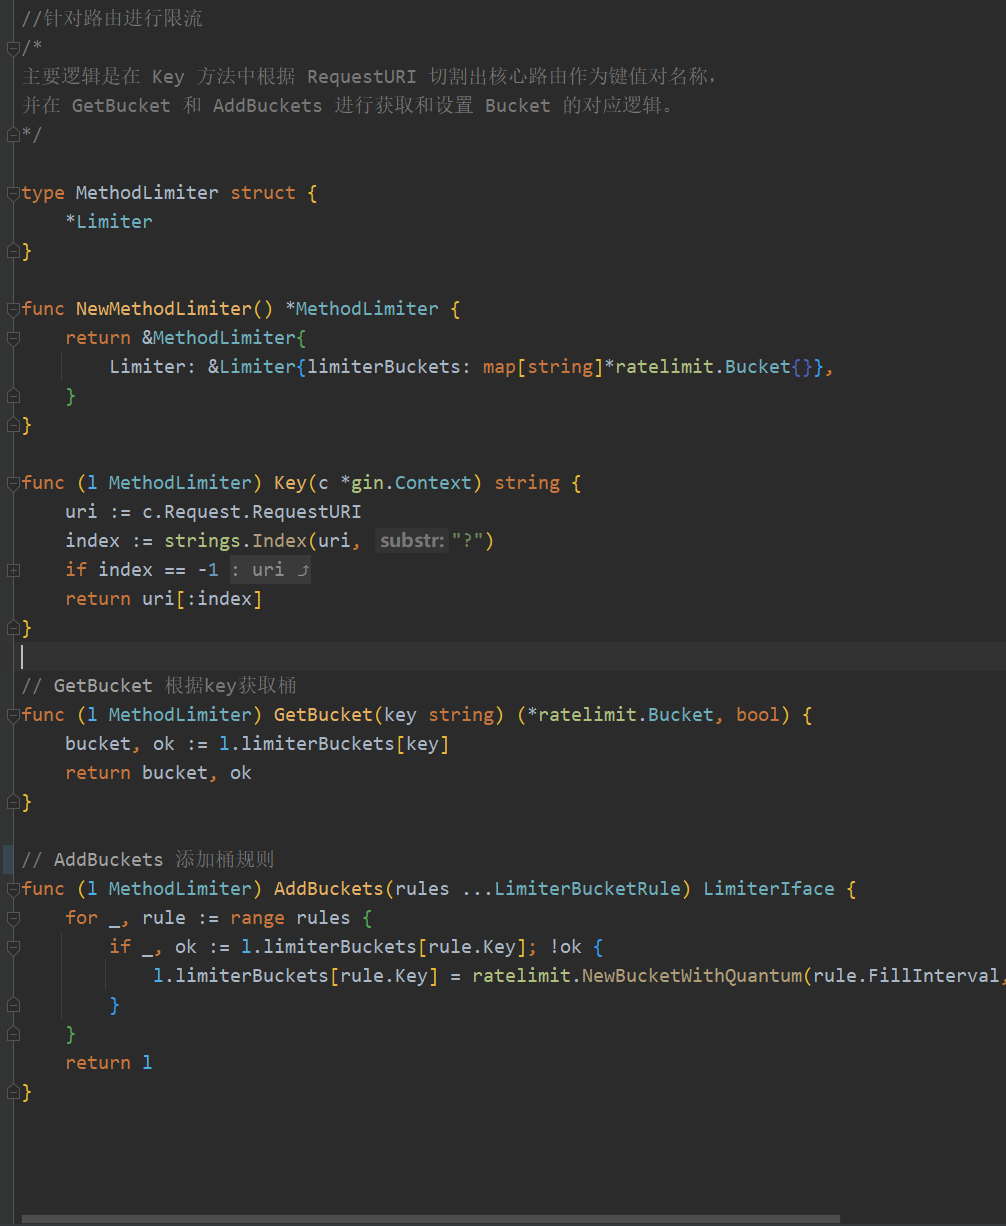 //针对路由进行限流
/*
主要逻辑是在 Key 方法中根据 RequestURI 切割出核心路由作为键值对名称.
并在 GetBucket 和 AddBuckets 进行获取和设置 Bucket 的对应逻辑。
*/
type MethodLimiter struct {
*Limiter
}
func NewMethodLimiter() *MethodLimiter {
return &MethodLimiter{
Limiter: &Limiter{limiterBuckets: map[string]*ratelimit.Bucket{}},
}
}
func (l MethodLimiter) Key(c *gin.Context) string {
uri := c.Request.RequestURI
index := strings.Index(uri, substr: "?")
if index == -1 : uri ⤴
return uri[:index]
}
// GetBucket 根据key获取桶
func (l MethodLimiter) GetBucket(key string) (*ratelimit.Bucket, bool) {
bucket, ok := l.limiterBuckets[key]
return bucket, ok
}
// AddBuckets 添加桶规则
func (l MethodLimiter) AddBuckets(rules ...LimiterBucketRule) LimiterIface {
for _, rule := range rules {
if _, ok := l.limiterBuckets[rule.Key]; !ok {
l.limiterBuckets[rule.Key] = ratelimit.NewBucketWithQuantum(rule.FillInterval,
}
}
return l
}